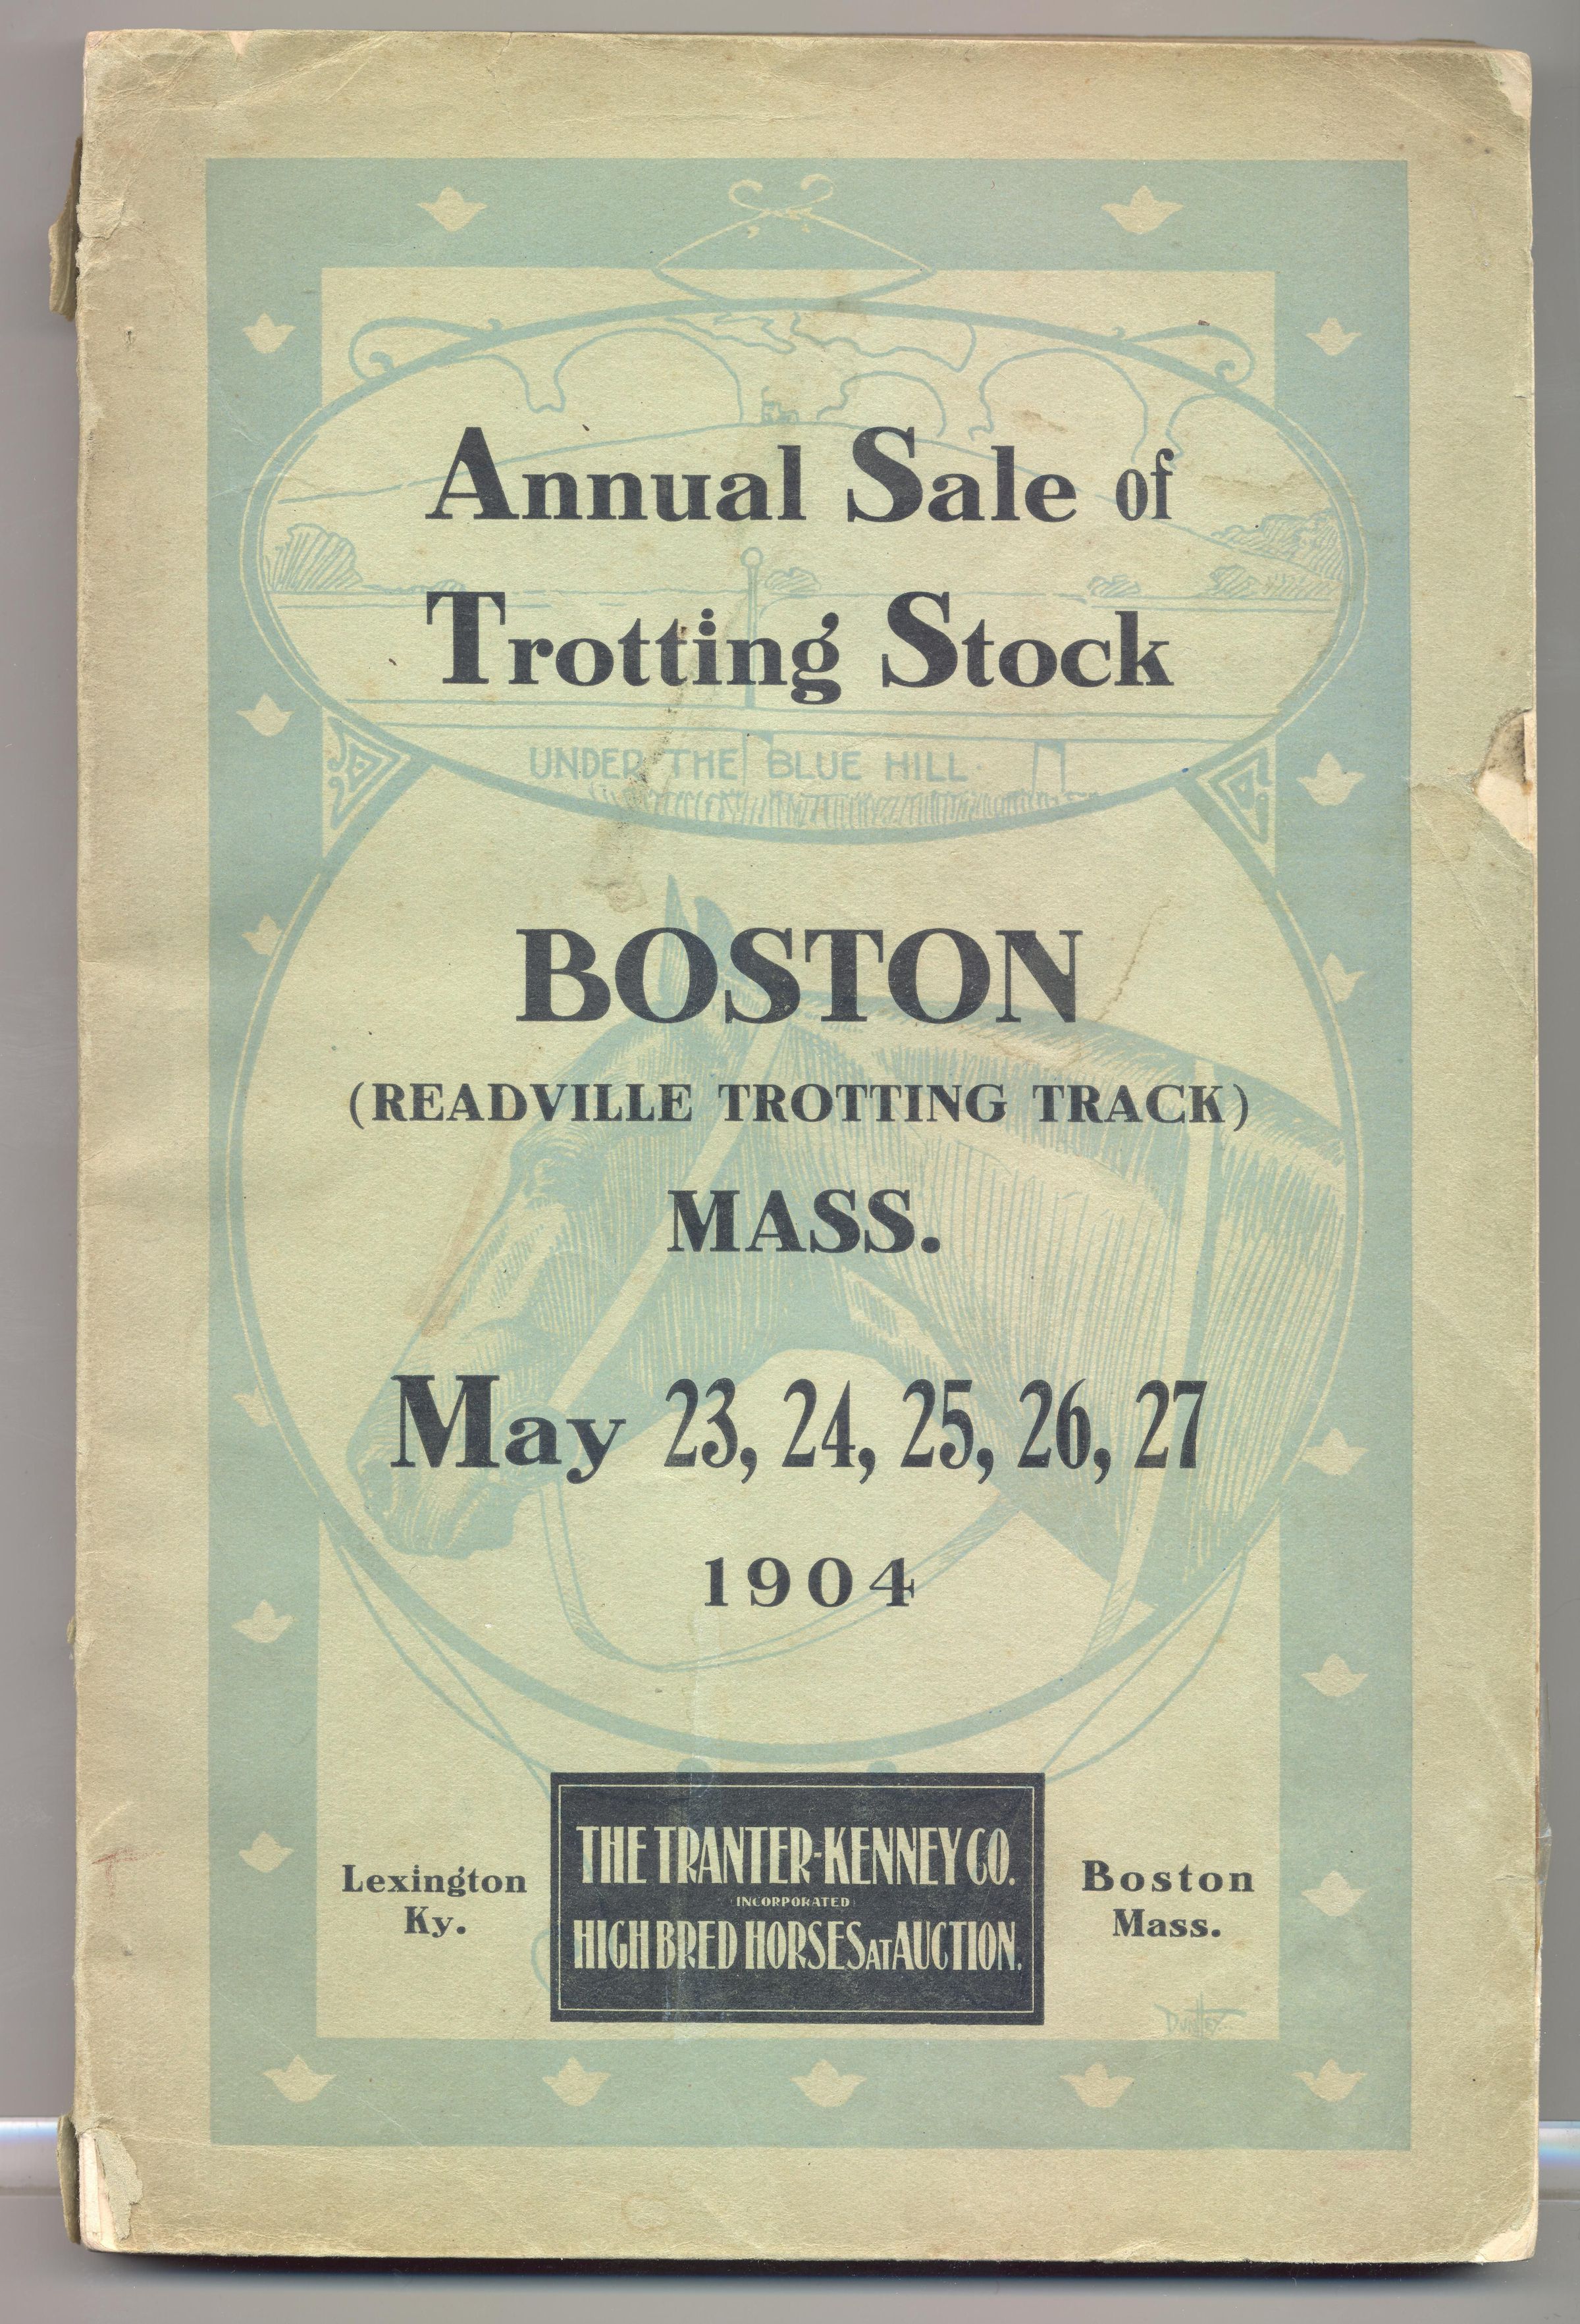 Annual Sale of
Trotting Stock
UNDER THE BLUE HILL
BOSTON
(READVILLE TROTTING TRACK)
MASS.
May 23, 24, 25, 26, 27
1904
THE TRANTER-KENNEY CO.
INCORPORATED
HIGH BRED HORSES AT AUCTION.
Lexington
Ky.
Boston
Mass.